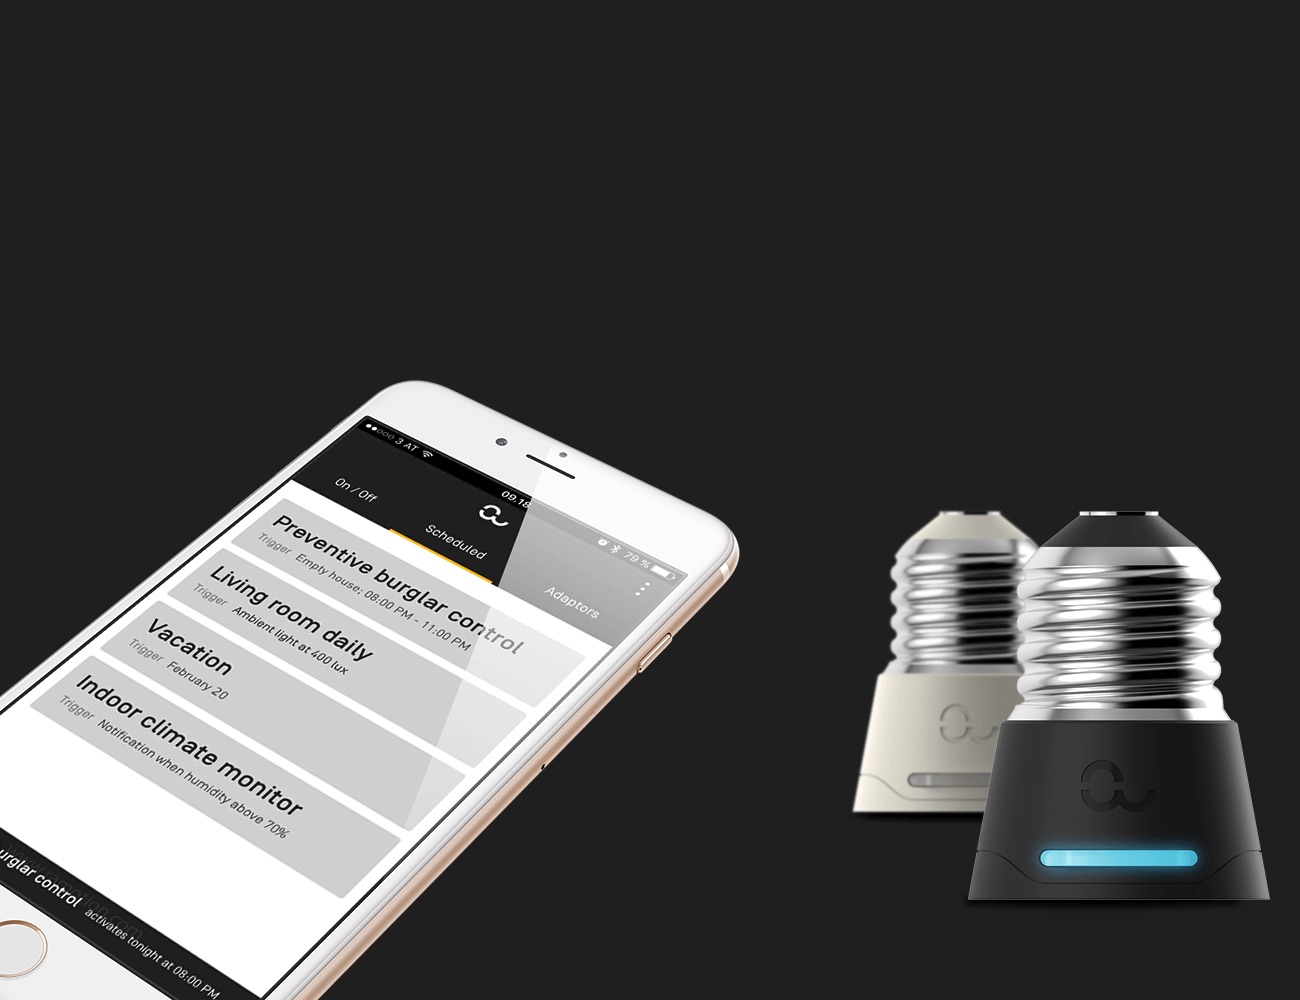 3 AT
09.18
79 %
On / Off
Scheduled
Adaptors
Preventive burglar control
Trigger Empty house; 08:00 PM - 11:00 PM
Living room daily
Trigger Ambient light at 400 lux
Vacation
Trigger February 20
Indoor climate monitor
Trigger Notification when humidity above 70%
control activates tonight at 08:00 PM